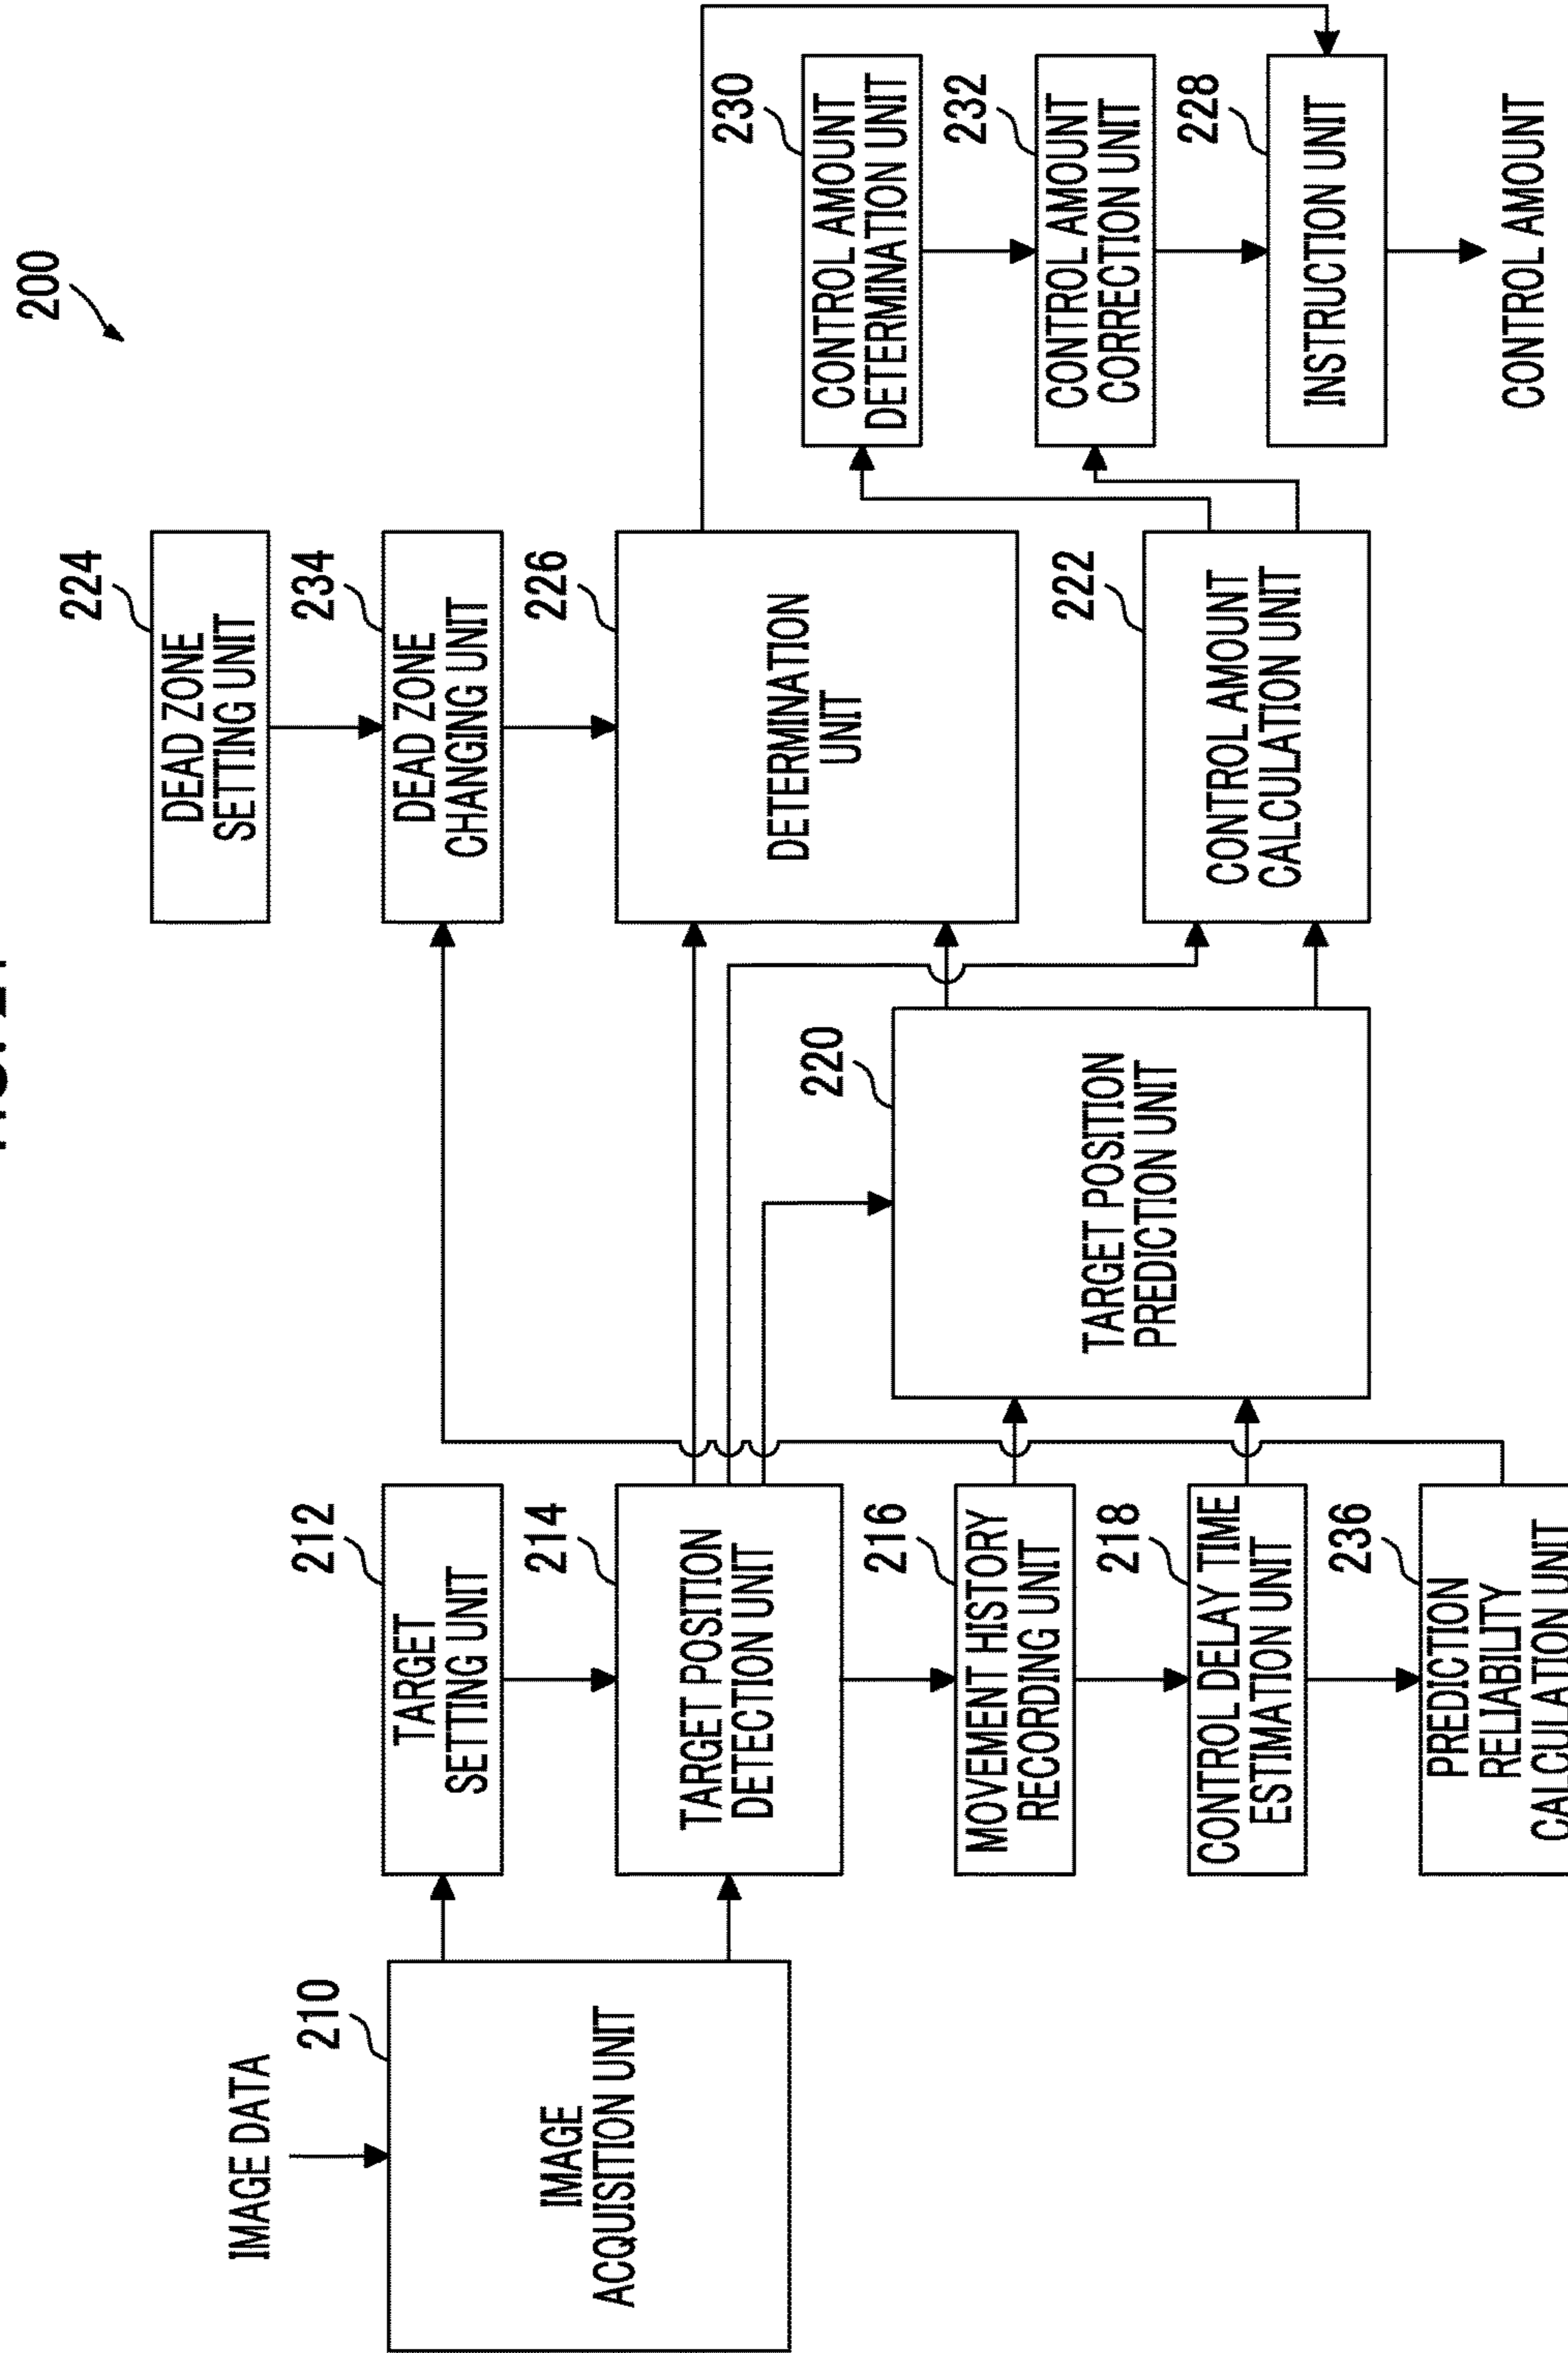 200
IMAGE DATA
210
IMAGE
ACQUISITION UNIT
212
TARGET
SETTING UNIT
214
TARGET POSITION
DETECTION UNIT
216
MOVEMENT HISTORY
RECORDING UNIT
218
CONTROL DELAY TIME
ESTIMATION UNIT
236
PREDICTION
RELIABILITY
CALCULATION UNIT
220
TARGET POSITION
PREDICTION UNIT
224
DEAD ZONE
SETTING UNIT
234
DEAD ZONE
CHANGING UNIT
226
DETERMINATION
UNIT
222
CONTROL AMOUNT
CALCULATION UNIT
230
CONTROL AMOUNT
DETERMINATION UNIT
232
CONTROL AMOUNT
CORRECTION UNIT
228
INSTRUCTION UNIT
CONTROL AMOUNT